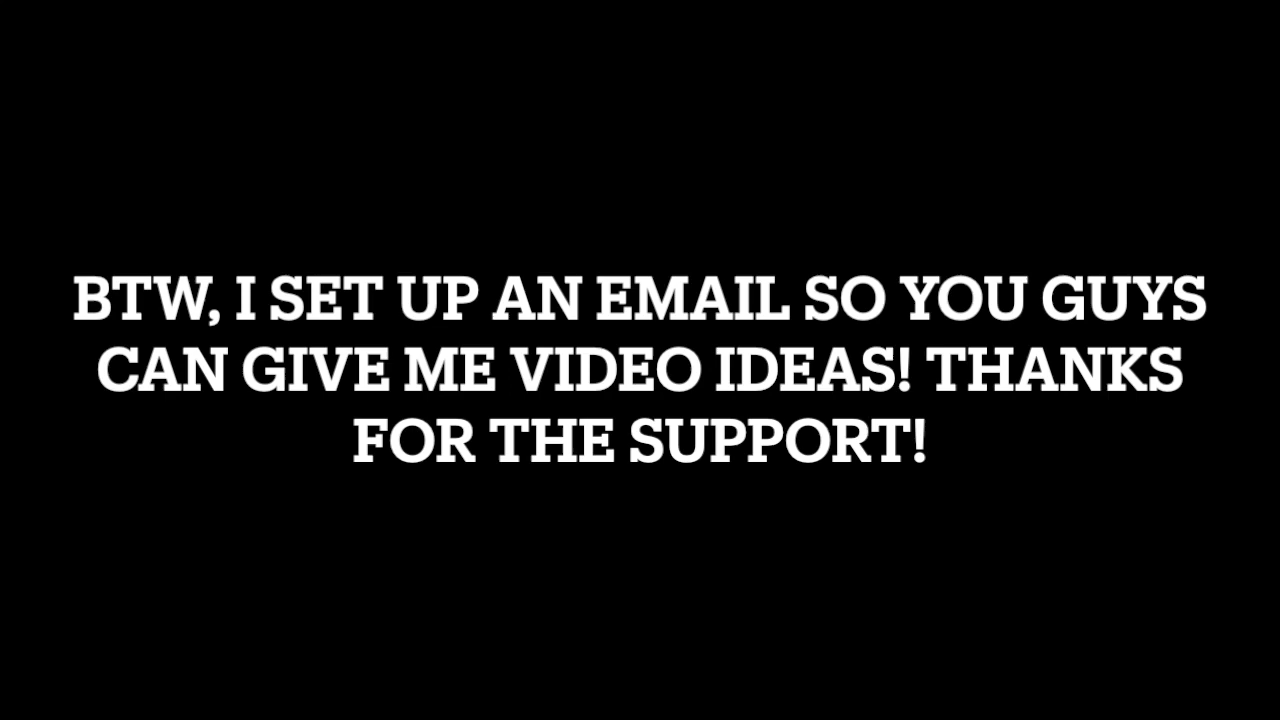 BTW, I SET UP AN EMAIL SO YOU GUYS
CAN GIVE ME VIDEO IDEAS! THANKS
FOR THE SUPPORT!